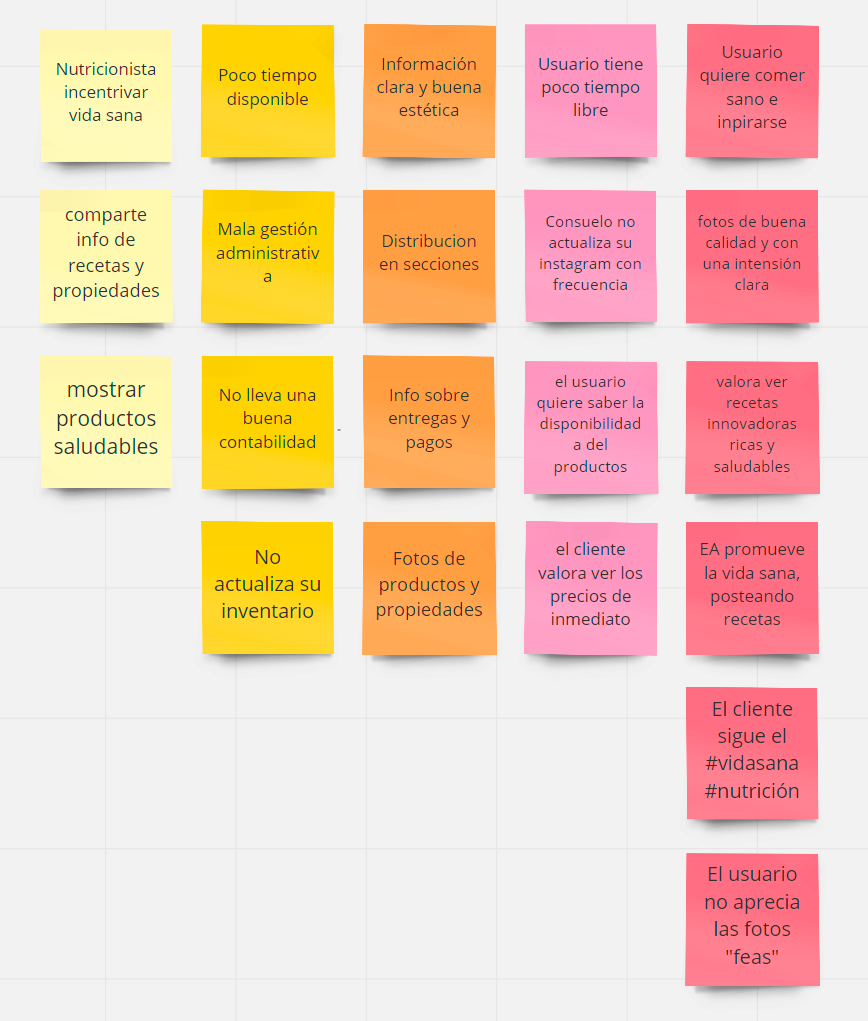 Nutricionista
incentrivar
vida sana
Poco tiempo
disponible
Información
clara y buena
estética
Usuario tiene
poco tiempo
libre
Usuario
quiere comer
sano e
inpirarse
comparte
info de
recetas y
propiedades
Mala gestión
administrativ
a
Distribucion
en secciones
Consuelo no
actualiza su
instagram con
frecuencia
fotos de buena
calidad y con
una intensión
clara
mostrar
productos
saludables
No lleva una
buena
contabilidad
Info sobre
entregas y
pagos
el usuario
quiere saber la
disponibilidad
a del
productos
valora ver
recetas
innovadoras
ricas y
saludables
No
actualiza su
inventario
Fotos de
productos y
propiedades
el cliente
valora ver los
precios de
inmediato
EA promueve
la vida sana,
posteando
recetas
El cliente
sigue el
#vidasana
#nutrición
El usuario
no aprecia
las fotos
"feas"